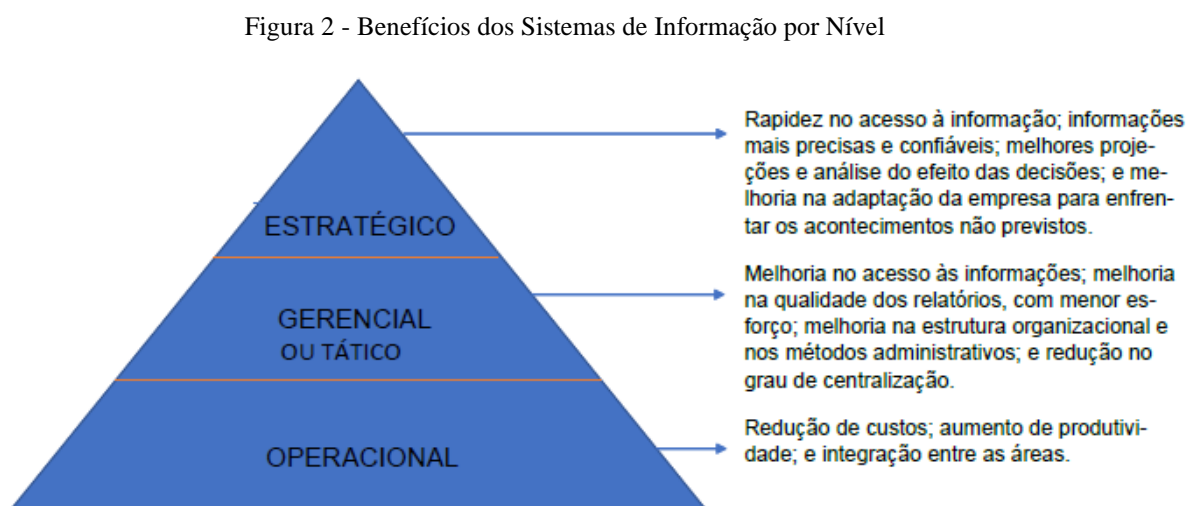 Figura 2 - Benefícios dos Sistemas de Informação por Nível
Rapidez no acesso à informação; informações
mais precisas e confiáveis; melhores proje-
ções e análise do efeito das decisões; e me-
lhoria na adaptação da empresa para enfren-
tar os acontecimentos não previstos.
ESTRATÉGICO
Melhoria no acesso às informações; melhoria
na qualidade dos relatórios, com menor es-
forço; melhoria na estrutura organizacional e
nos métodos administrativos; e redução no
grau de centralização.
GERENCIAL
OU TÁTICO
Redução de custos; aumento de produtivi-
dade; e integração entre as áreas.
OPERACIONAL